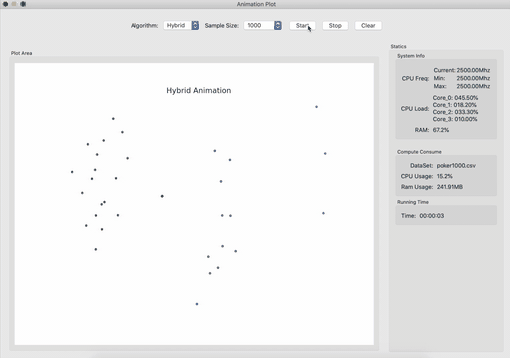 Animation Plot
Algorithm: Hybrid Sample Size: 1000 Start Stop Clear
Plot Area
Hybrid Animation
Statics
System Info
CPU Freq: Current: 2500.00Mhz
Min: 2500.00Mhz
Max: 2500.00Mhz
CPU Load: Core_0: 045.50%
Core_1: 018.20%
Core_2: 033.30%
Core_3: 010.00%
RAM: 67.2%
Compute Consume
DataSet: poker1000.csv
CPU Usage: 15.2%
Ram Usage: 241.91MB
Running Time
Time: 00:00:03